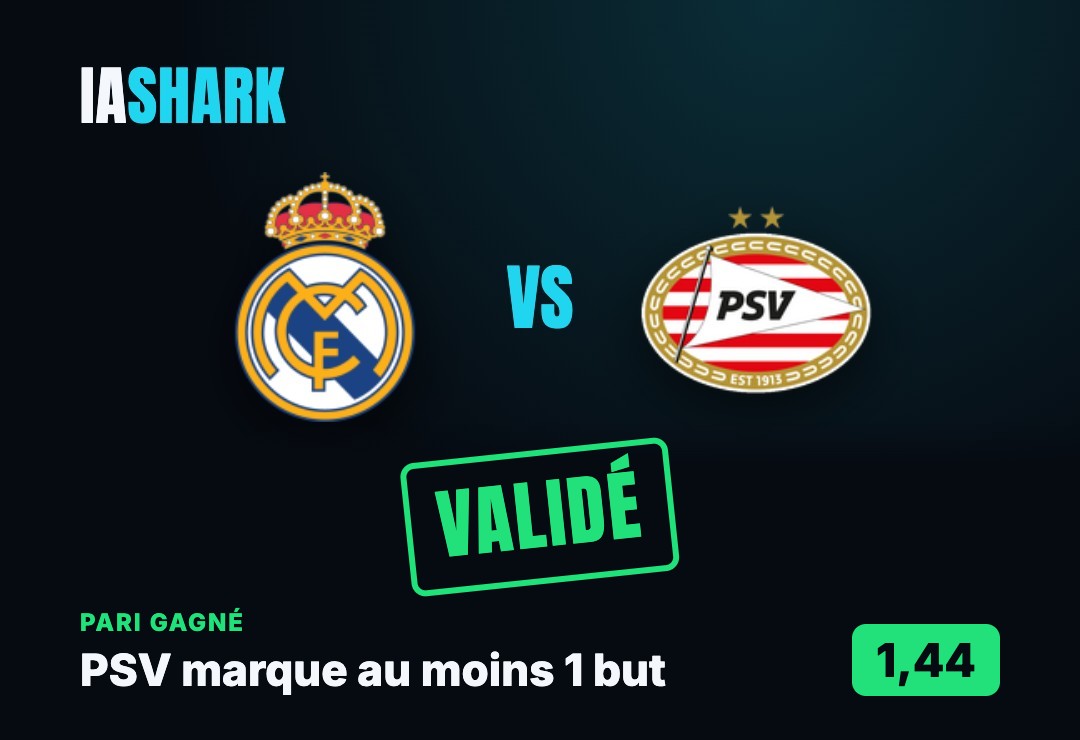 IASHARK
VS
PSV
EST 1913
VALIDÉ
PARI GAGNÉ
PSV marque au moins 1 but
1,44